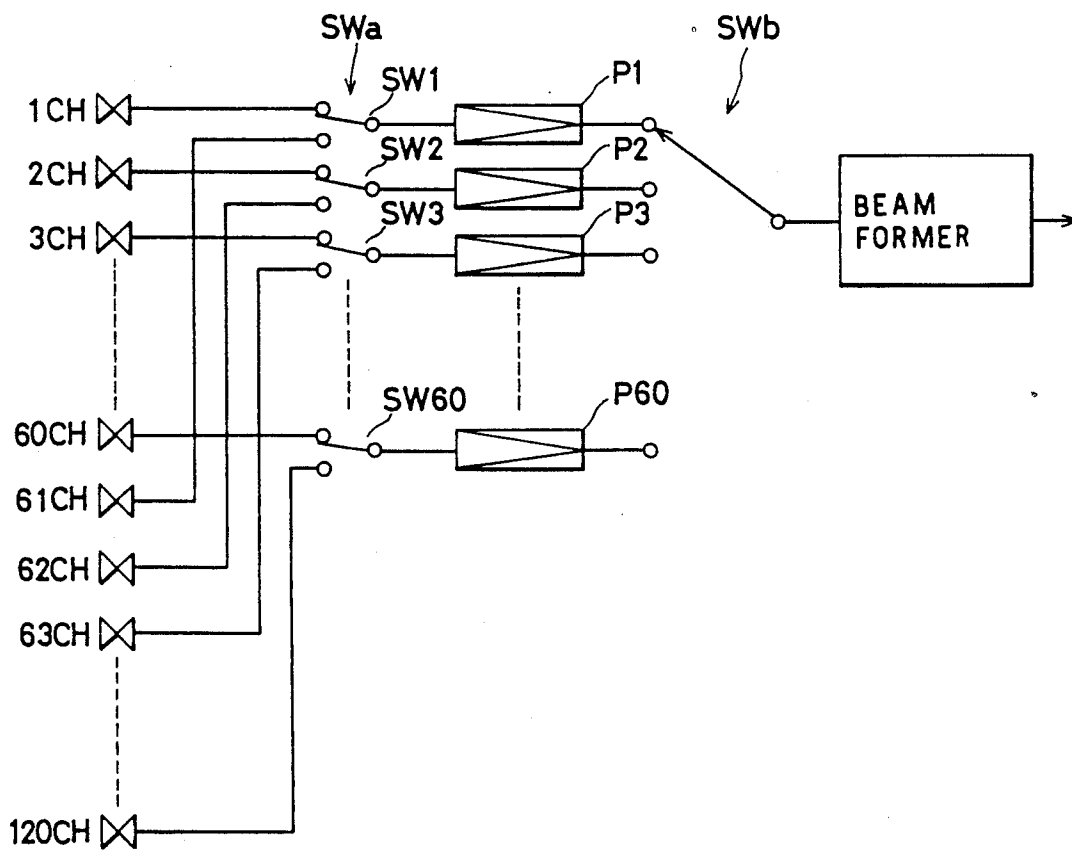 SWa
SWb
SW1
P1
1CH
SW2
P2
2CH
SW3
P3
3CH
BEAM
FORMER
SW60
P60
60CH
61CH
62CH
63CH
120CH